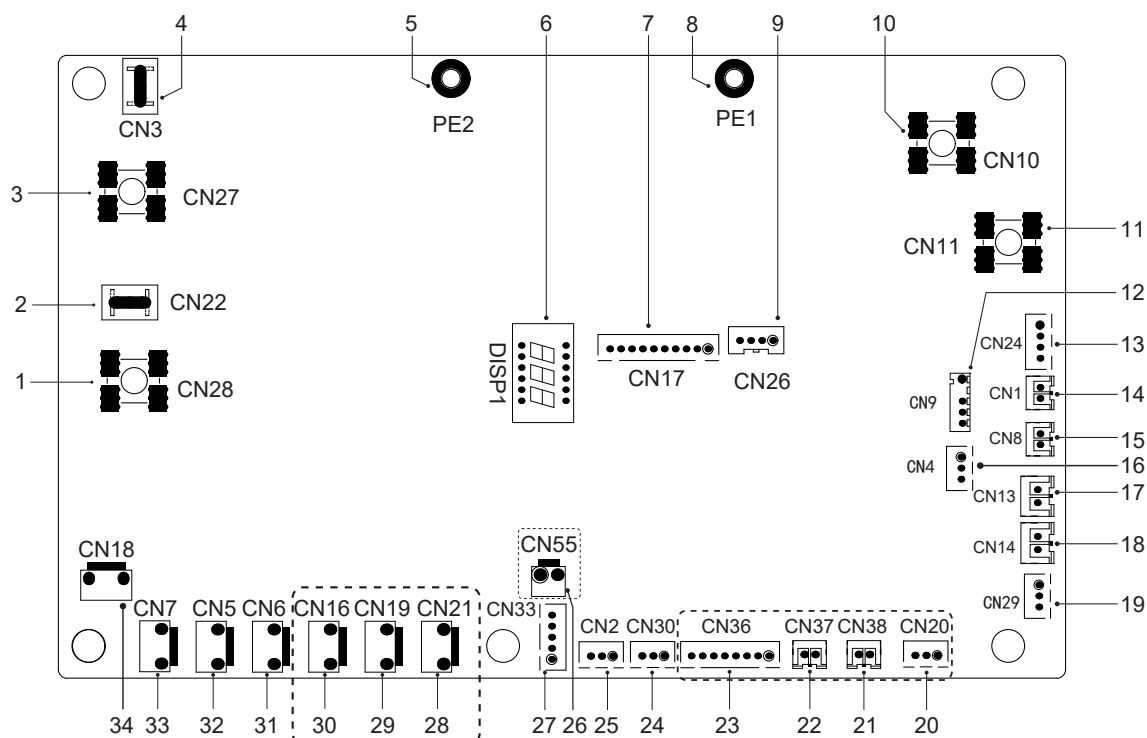 4 5 6 7 8 9 10
CN3 PE2 PE1 CN10
3 CN27
CN11 11
2 CN22
12
CN24 13
DISP1 CN17 CN26
1 CN28
CN9 CN1 14
CN8 15
CN4 16
CN13 17
CN14 18
CN29 19
CN18 CN55
CN7 CN5 CN6 CN16 CN19 CN21 CN33 CN2 CN30 CN36 CN37 CN38 CN20
34 33 32 31 30 29 28 27 26 25 24 23 22 21 20